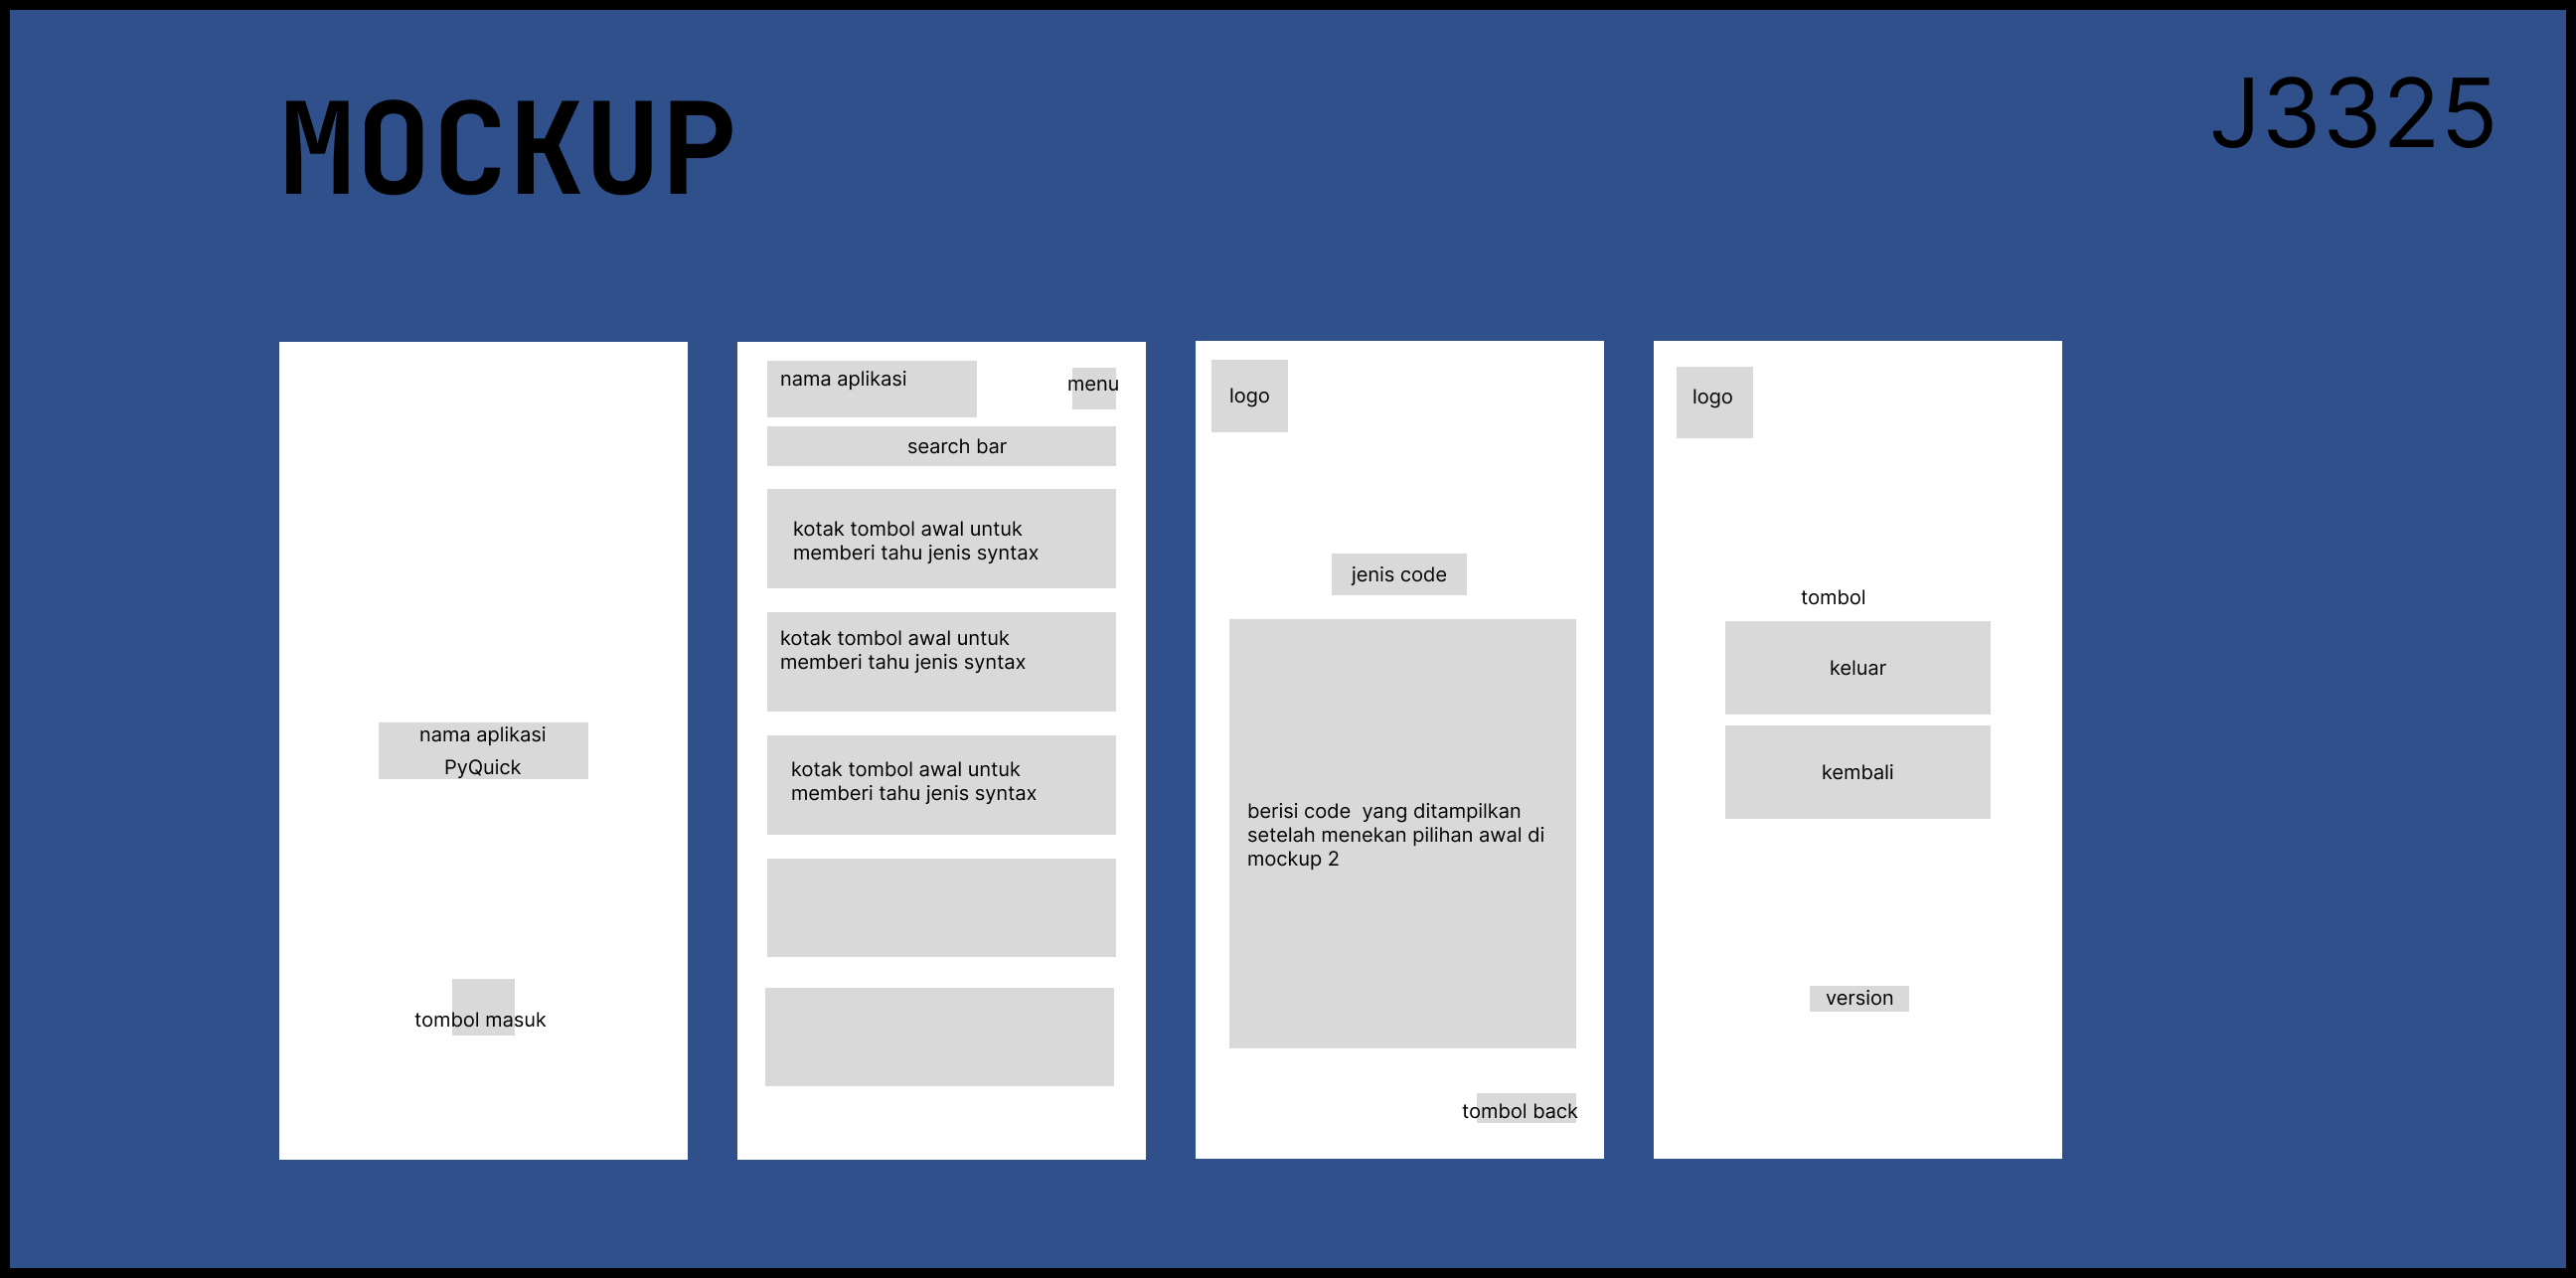 MOCKUP
J3325
nama aplikasi
PyQuick
tombol masuk
nama aplikasi
menu
search bar
kotak tombol awal untuk
memberi tahu jenis syntax
kotak tombol awal untuk
memberi tahu jenis syntax
kotak tombol awal untuk
memberi tahu jenis syntax
logo
jenis code
berisi code  yang ditampilkan
setelah menekan pilihan awal di
mockup 2
tombol back
logo
tombol
keluar
kembali
version